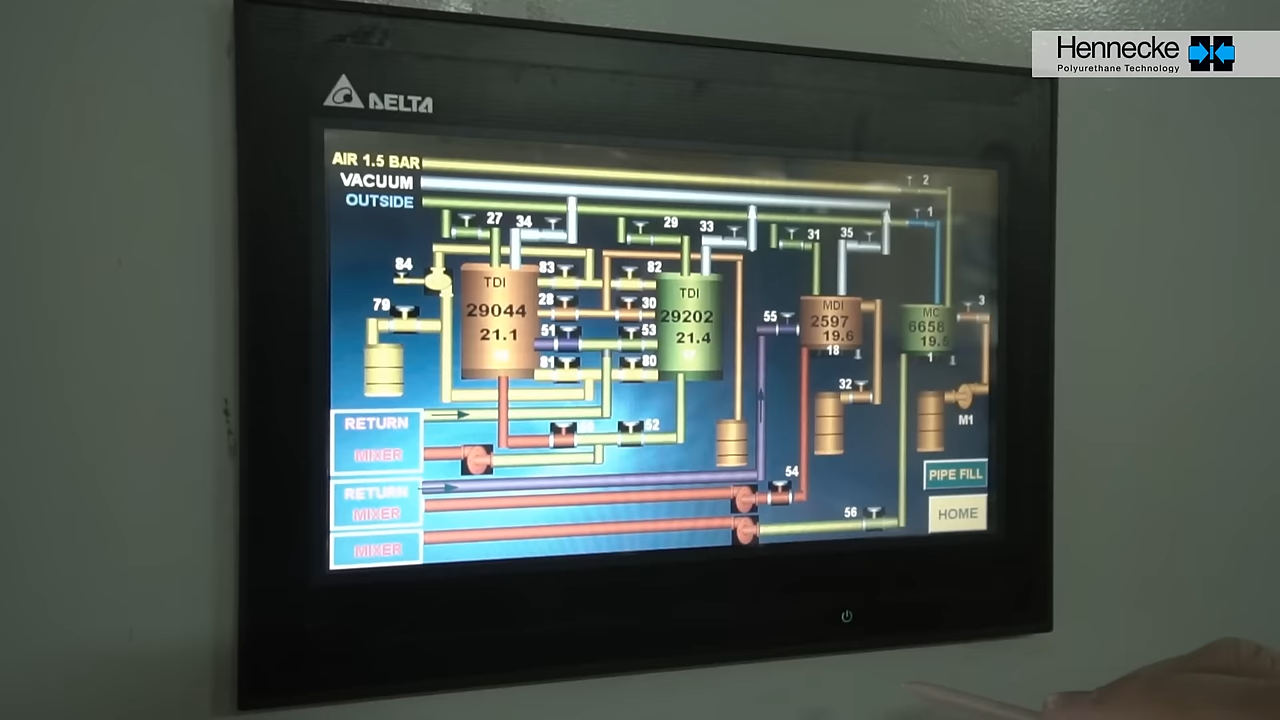 Hennecke
Polyurethane Technology
DELTA
AIR 1.5 BAR
VACUUM
OUTSIDE
2
1
27
34
29
33
31
35
84
83
82
79
28
30
51
53
81
80
TDI
29044
21.1
TDI
29202
21.4
55
MDI
2597
19.6
18
MC
6658
19.
1
3
32
M1
RETURN
MIXER
52
RETURN
MIXER
54
PIPE FILL
56
HOME
MIXER